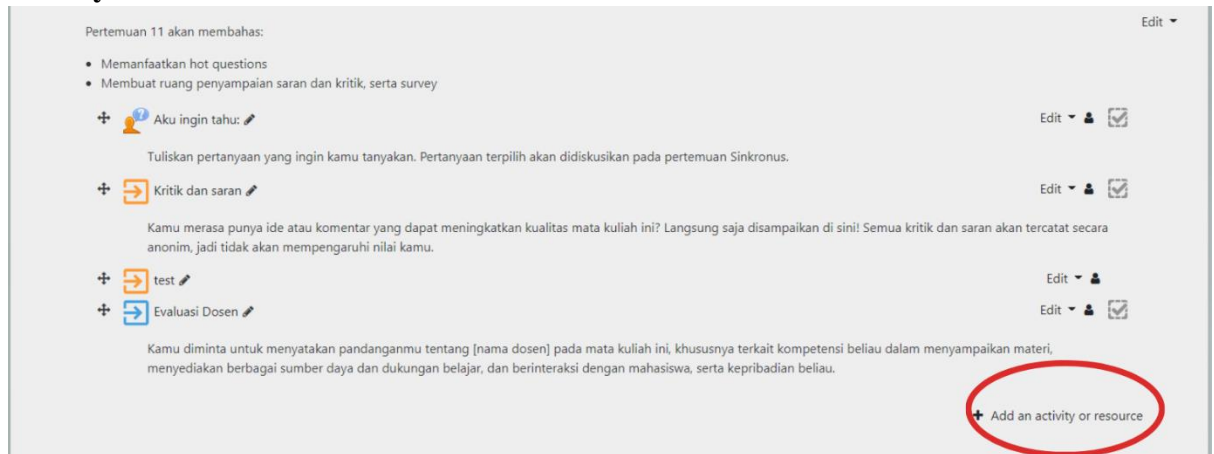 Edit
Pertemuan 11 akan membahas:
• Memanfaatkan hot questions
• Membuat ruang penyampaian saran dan kritik, serta survey
Aku ingin tahu: Edit
Tuliskan pertanyaan yang ingin kamu tanyakan. Pertanyaan terpilih akan didiskusikan pada pertemuan Sinkronus.
Kritik dan saran Edit
Kamu merasa punya ide atau komentar yang dapat meningkatkan kualitas mata kuliah ini? Langsung saja disampaikan di sini! Semua kritik dan saran akan tercatat secara
anonim, jadi tidak akan mempengaruhi nilai kamu.
test Edit
Evaluasi Dosen Edit
Kamu diminta untuk menyatakan pandanganmu tentang [nama dosen] pada mata kuliah ini, khususnya terkait kompetensi beliau dalam menyampaikan materi,
menyediakan berbagai sumber daya dan dukungan belajar, dan berinteraksi dengan mahasiswa, serta kepribadian beliau.
+ Add an activity or resource